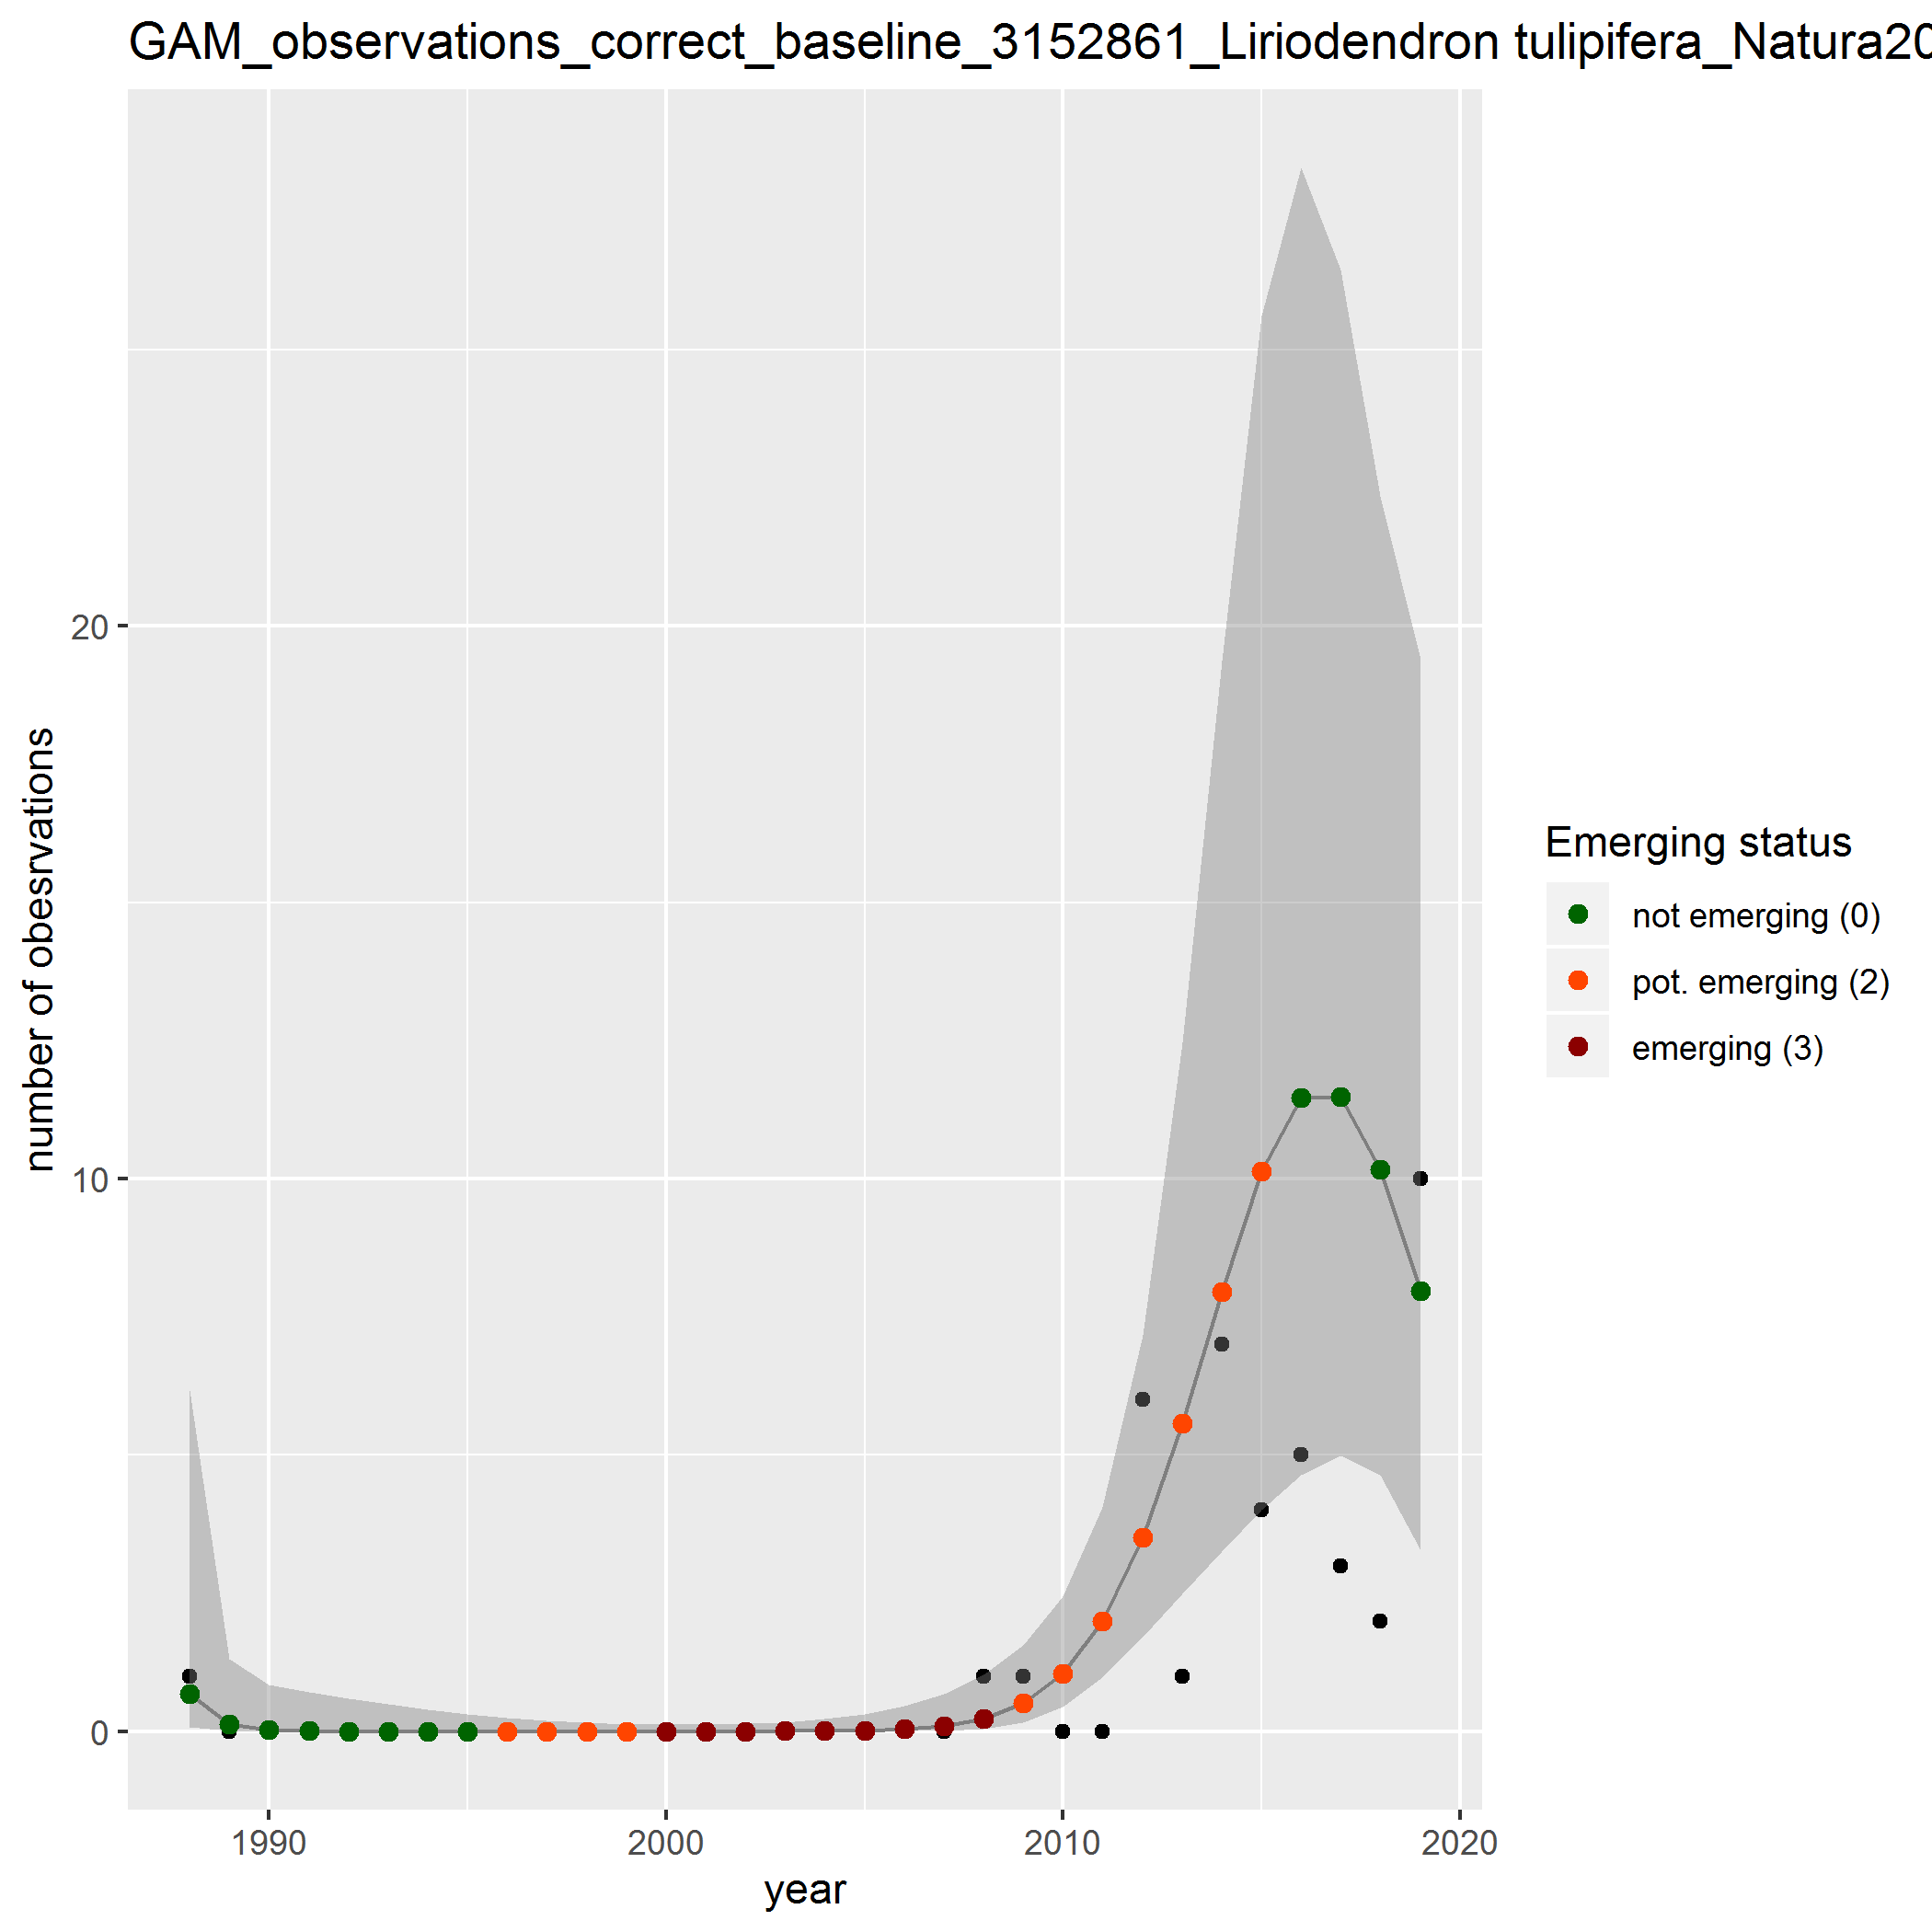 GAM_observations_correct_baseline_3152861_Liriodendron tulipifera_Natura20
number of obesrvations
20
10
0
1990
2000
2010
2020
year
Emerging status
not emerging (0)
pot. emerging (2)
emerging (3)